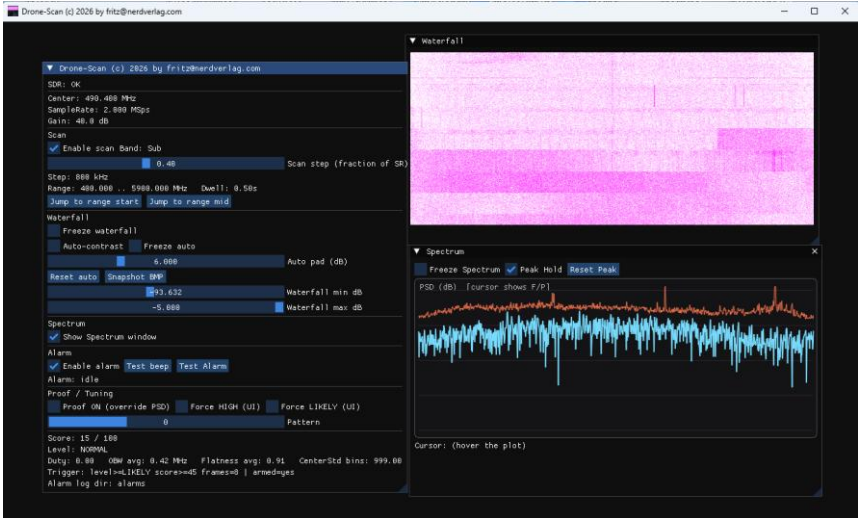 Drone-Scan (c) 2026 by fritz@nerdverlag.com
Drone-Scan (c) 2026 by fritz@nerdverlag.com
SDR: OK
Center: 490.400 MHz
SampleRate: 2.000 MSps
Gain: 40.0 dB
Scan
Enable scan Band: Sub
0.40 Scan step (fraction of SR)
Step: 800 kHz
Range: 400.000 .. 5900.000 MHz Dwell: 0.50s
Jump to range start Jump to range mid
Waterfall
Freeze waterfall
Auto-contrast Freeze auto
6.000 Auto pad (dB)
Reset auto Snapshot BMP
-93.632 Waterfall min dB
-5.000 Waterfall max dB
Spectrum
Show Spectrum window
Alarm
Enable alarm Test beep Test Alarm
Alarm: idle
Proof / Tuning
Proof ON (override PSD) Force HIGH (UI) Force LIKELY (UI)
0 Pattern
Score: 15 / 100
Level: NORMAL
Duty: 0.00 OBW avg: 0.42 MHz Flatness avg: 0.91 CenterStd bins: 999.00
Trigger: level>=LIKELY score>=45 frames=8 | armed=yes
Alarm log dir: alarms
Waterfall
Spectrum
Freeze Spectrum Peak Hold Reset Peak
PSD (dB) [cursor shows F/P]
Cursor: (hover the plot)